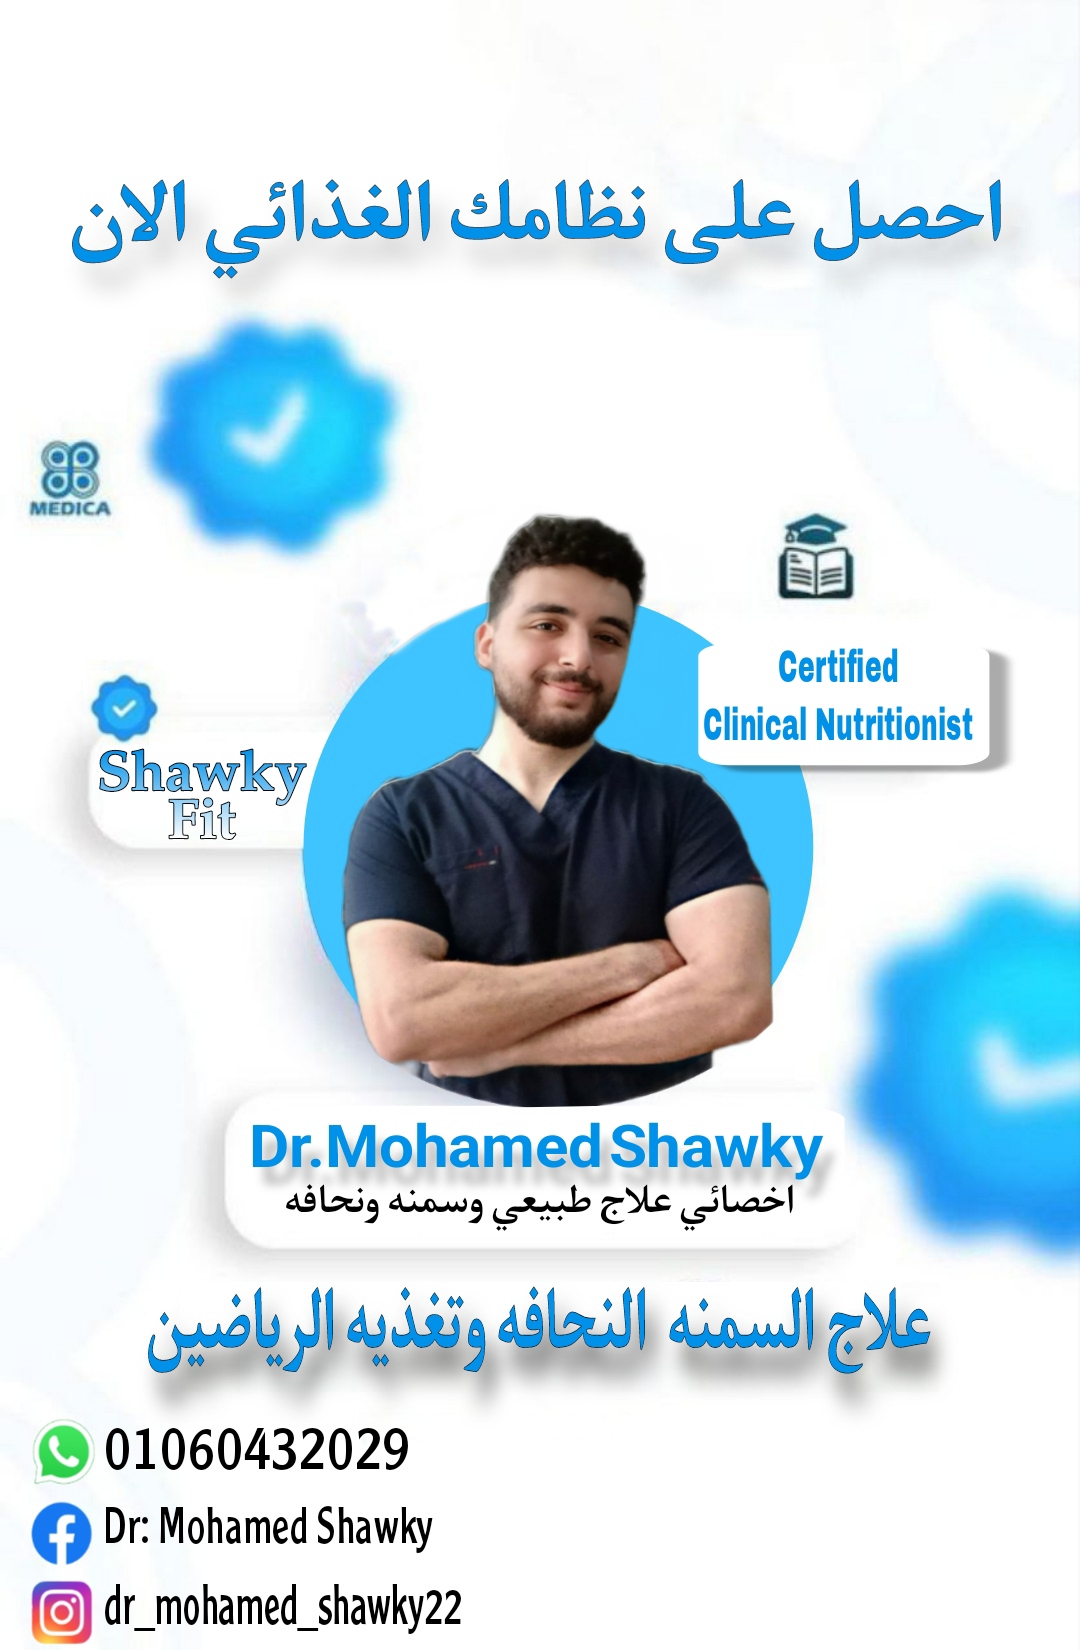 احصل على نظامك الغذائي الان
MEDICA
Certified
Clinical Nutritionist
Shawky
Fit
Dr.Mohamed Shawky
اخصائي علاج طبيعي وسمنه ونحافه
علاج السمنه النحافه وتغذيه الرياضين
01060432029
Dr: Mohamed Shawky
dr_mohamed_shawky22